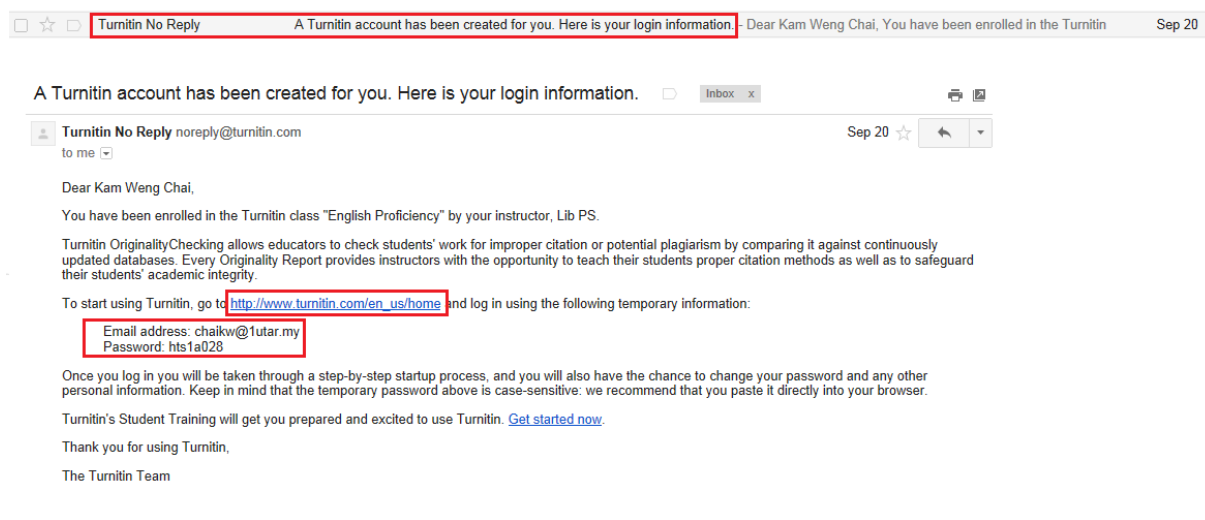 Turnitin No Reply A Turnitin account has been created for you. Here is your login information. - Dear Kam Weng Chai, You have been enrolled in the Turnitin Sep 20
A Turnitin account has been created for you. Here is your login information. Inbox x
Turnitin No Reply noreply@turnitin.com Sep 20
to me
Dear Kam Weng Chai,
You have been enrolled in the Turnitin class "English Proficiency" by your instructor, Lib PS.
Turnitin OriginalityChecking allows educators to check students' work for improper citation or potential plagiarism by comparing it against continuously
updated databases. Every Originality Report provides instructors with the opportunity to teach their students proper citation methods as well as to safeguard
their students' academic integrity.
To start using Turnitin, go to http://www.turnitin.com/en_us/home and log in using the following temporary information:
Email address: chaikw@1utar.my
Password: hts1a028
Once you log in you will be taken through a step-by-step startup process, and you will also have the chance to change your password and any other
personal information. Keep in mind that the temporary password above is case-sensitive: we recommend that you paste it directly into your browser.
Turnitin's Student Training will get you prepared and excited to use Turnitin. Get started now.
Thank you for using Turnitin,
The Turnitin Team